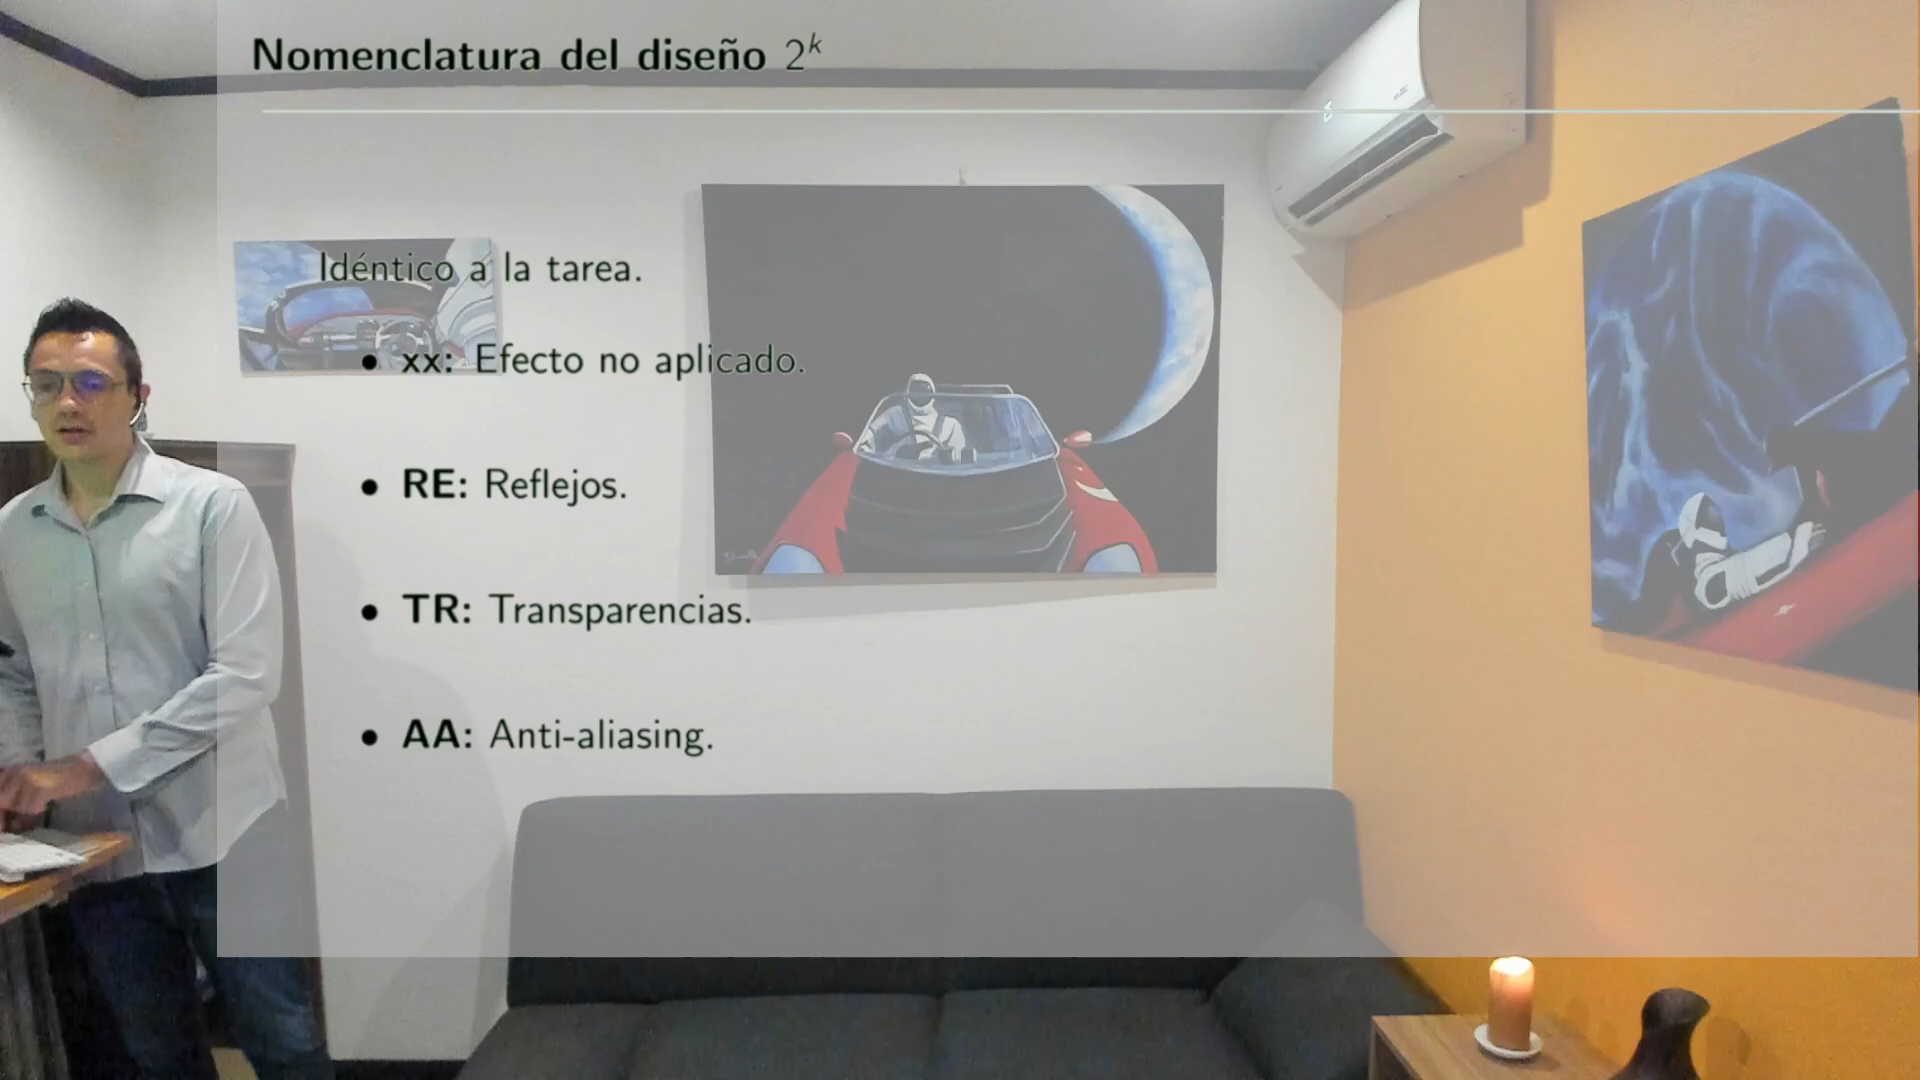 Nomenclatura del diseño 2^k
Idéntico a la tarea.
• xx: Efecto no aplicado.
• RE: Reflejos.
• TR: Transparencias.
• AA: Anti-aliasing.